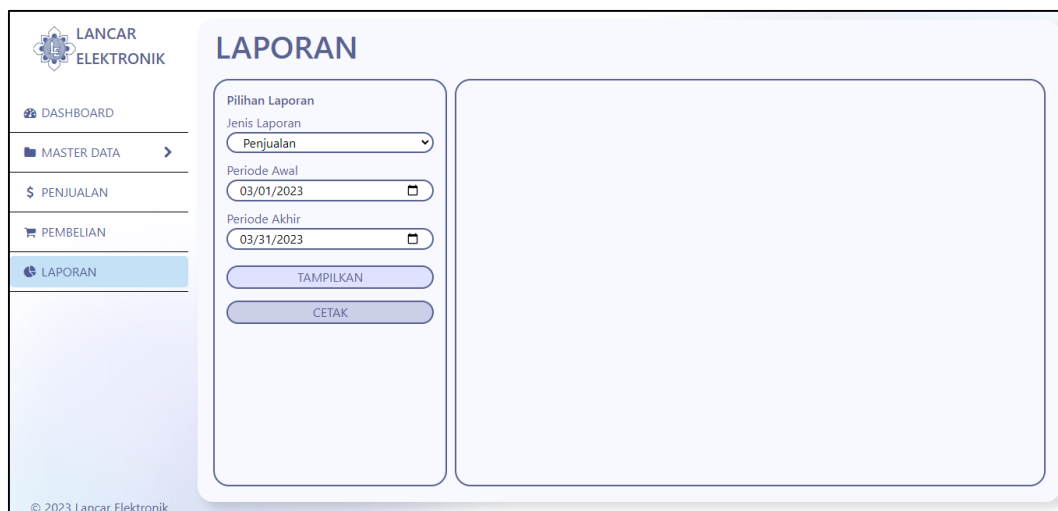 LANCAR
ELEKTRONIK
DASHBOARD
MASTER DATA
$ PENJUALAN
PEMBELIAN
LAPORAN
© 2023 Lancar Elektronik
LAPORAN
Pilihan Laporan
Jenis Laporan
Penjualan
Periode Awal
03/01/2023
Periode Akhir
03/31/2023
TAMPILKAN
CETAK